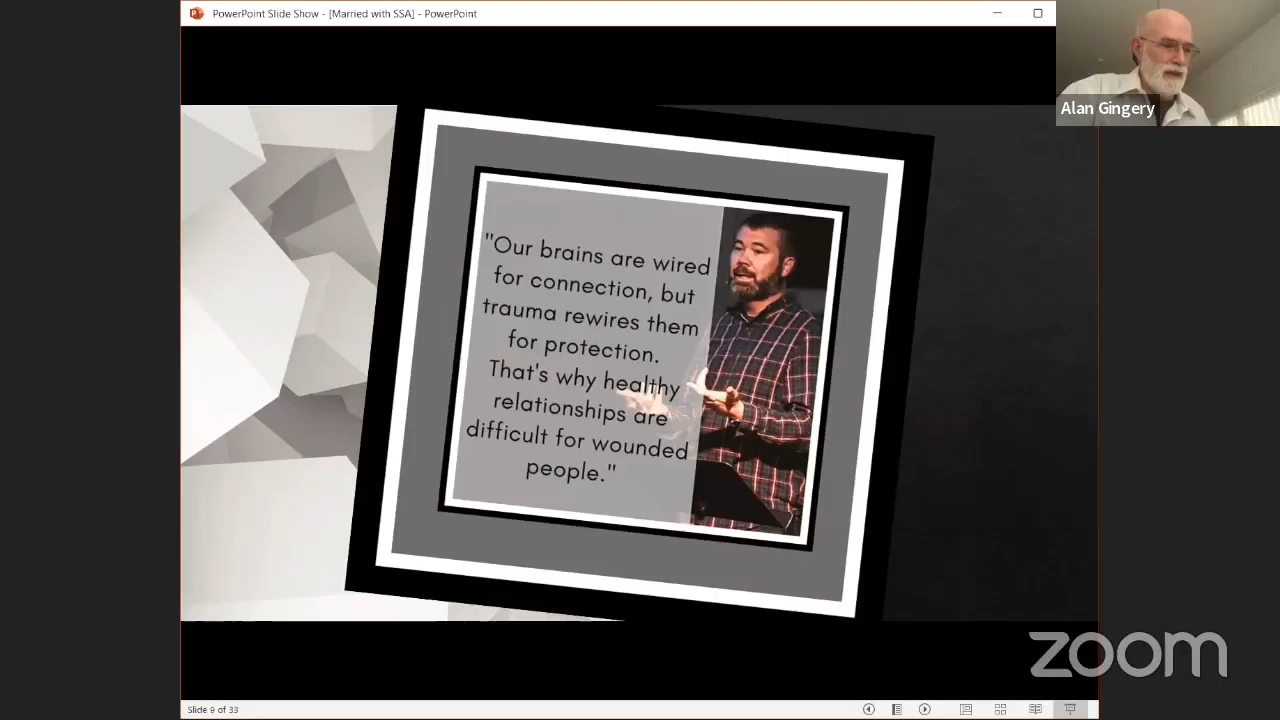 PowerPoint Slide Show - [Married with SSA] - PowerPoint
Alan Gingery
"Our brains are wired
for connection, but
trauma rewires them
for protection.
That's why healthy
relationships are
difficult for wounded
people."
zoom
Slide 9 of 33